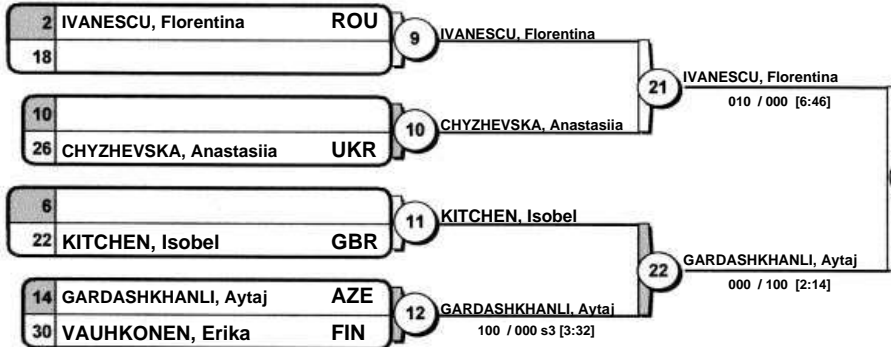 2 IVANESCU, Florentina ROU
18
9
IVANESCU, Florentina
10
26 CHYZHEVSKA, Anastasiia UKR
10
CHYZHEVSKA, Anastasiia
21
IVANESCU, Florentina
010 / 000 [6:46]
6
22 KITCHEN, Isobel GBR
11
KITCHEN, Isobel
14 GARDASHKHANLI, Aytaj AZE
30 VAUHKONEN, Erika FIN
12
GARDASHKHANLI, Aytaj
100 / 000 s3 [3:32]
22
GARDASHKHANLI, Aytaj
000 / 100 [2:14]